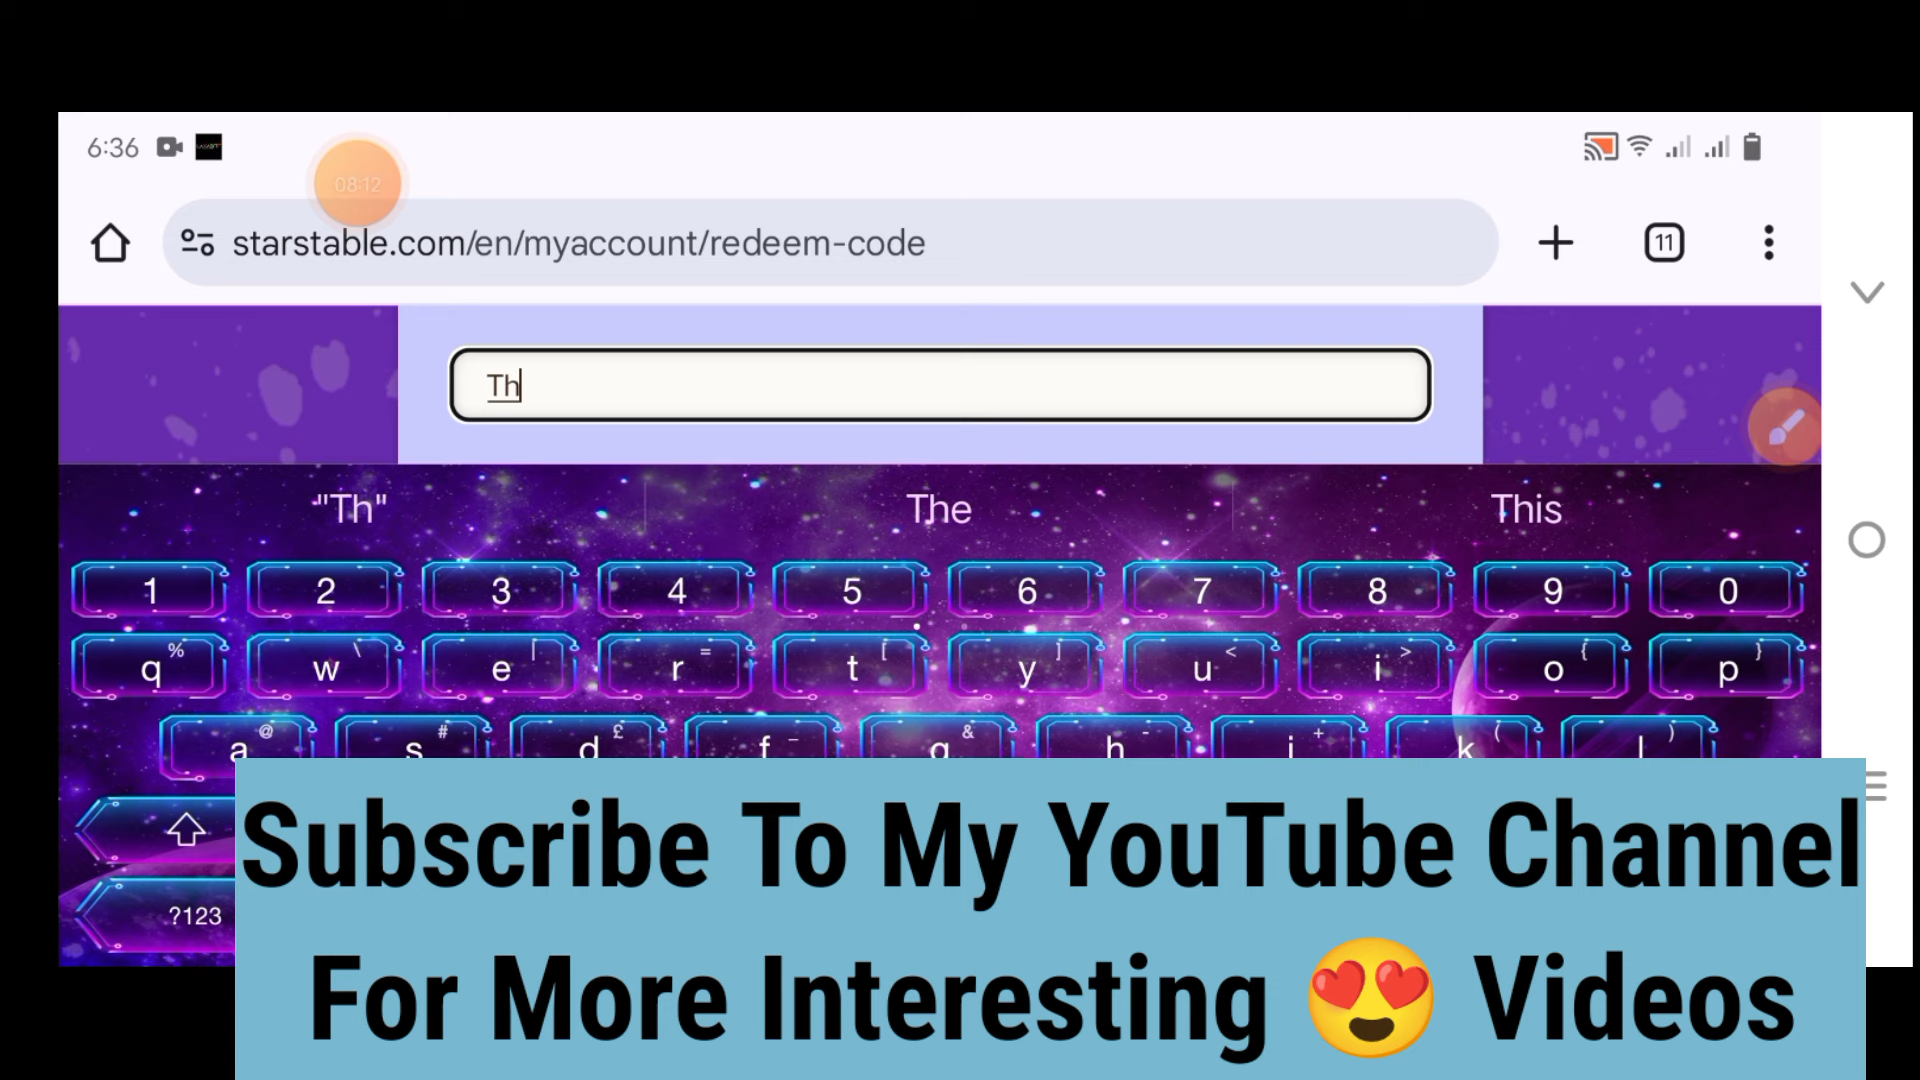 6:36
08:12
starstable.com/en/myaccount/redeem-code
11
Th
"Th" The This
1 2 3 4 5 6 7 8 9 0
q % w \ e | r = t [ y ] u < i > o { p }
a @ s # d £ f _ g & h - j + k ( l )
?123
Subscribe To My YouTube Channel
For More Interesting 😍 Videos